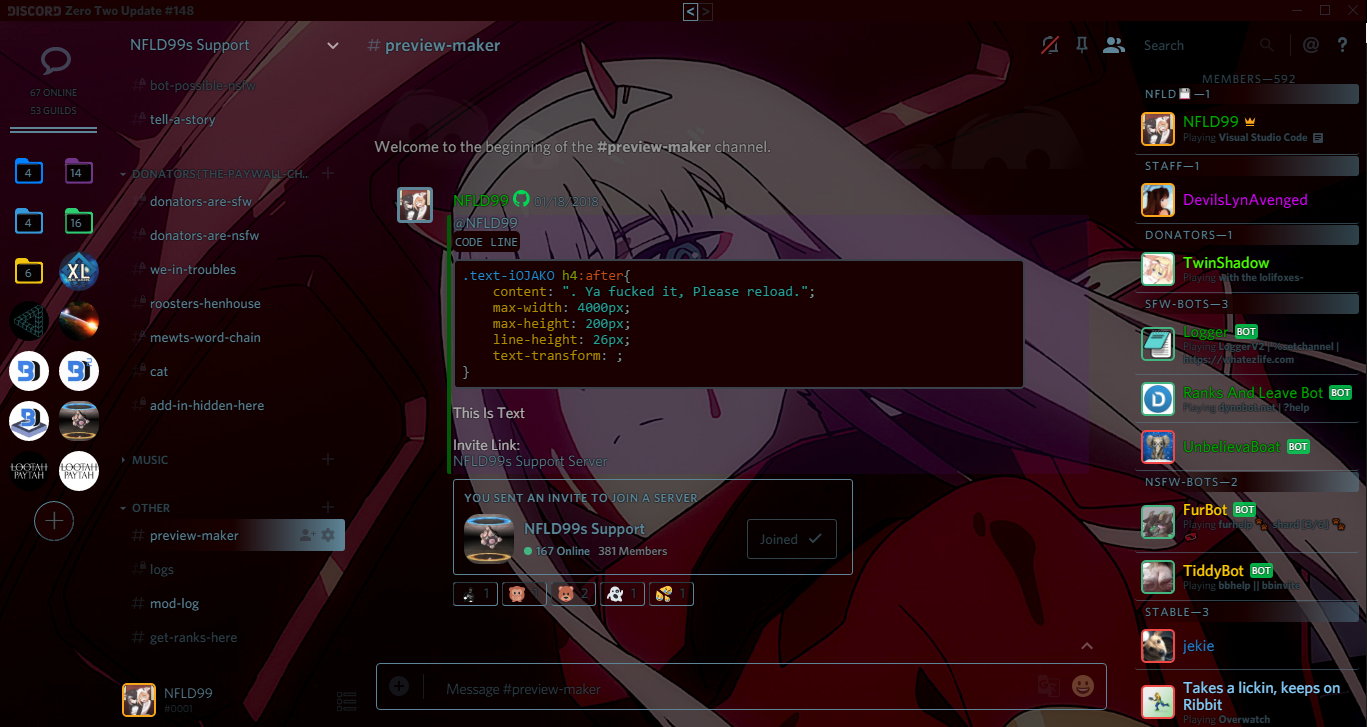 DISCORD Zero Two Update #148
< >
67 ONLINE
53 GUILDS
4
14
4
16
6
XL
LOOTAH
PAYTAH
LOOTAH
PAYTAH
NFLD99s Support
bot-possible-nsfw
tell-a-story
DONATORS[THE-PAYWALL-CH...
donators-are-sfw
donators-are-nsfw
we-in-troubles
roosters-henhouse
mewts-word-chain
cat
add-in-hidden-here
MUSIC
OTHER
# preview-maker
logs
# mod-log
# get-ranks-here
NFLD99
#0001
# preview-maker
Search
@ ?
Welcome to the beginning of the #preview-maker channel.
NFLD99 01/18/2018
@NFLD99
CODE LINE
.text-iOJAKO h4:after{
content: ". Ya fucked it, Please reload.";
max-width: 4000px;
max-height: 200px;
line-height: 26px;
text-transform: ;
}
This Is Text
Invite Link:
NFLD99s Support Server
YOU SENT AN INVITE TO JOIN A SERVER
NFLD99s Support
167 Online 381 Members
Joined
1
2
1
1
Message #preview-maker
MEMBERS—592
NFLD—1
NFLD99
Playing Visual Studio Code
STAFF—1
DevilsLynAvenged
DONATORS—1
TwinShadow
Playing with the lolifoxes~
SFW-BOTS—3
Logger BOT
Playing LoggerV2 | %setchannel |
https://whatezlife.com
Ranks And Leave Bot BOT
Playing dynobot.net | ?help
UnbelievaBoat BOT
NSFW-BOTS—2
FurBot BOT
Playing furhelp shard [3/6]
TiddyBot BOT
Playing bbhelp || bbinvite
STABLE—3
jekie
Takes a lickin, keeps on
Ribbit
Playing Overwatch